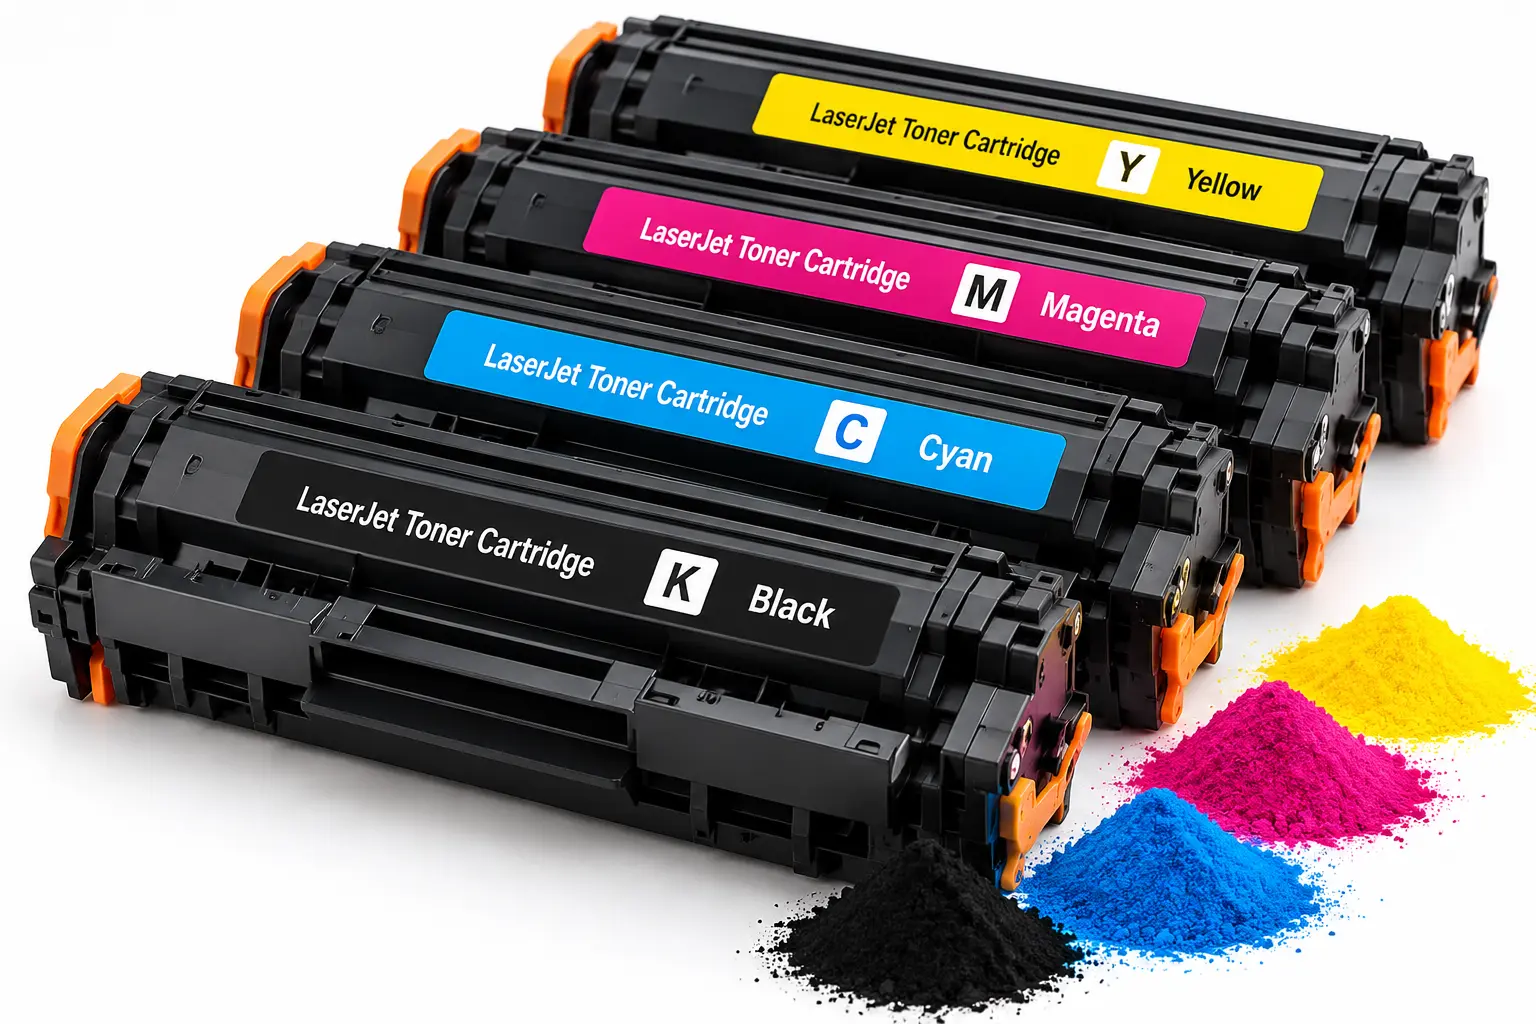 LaserJet Toner Cartridge Y Yellow
LaserJet Toner Cartridge M Magenta
LaserJet Toner Cartridge C Cyan
LaserJet Toner Cartridge K Black